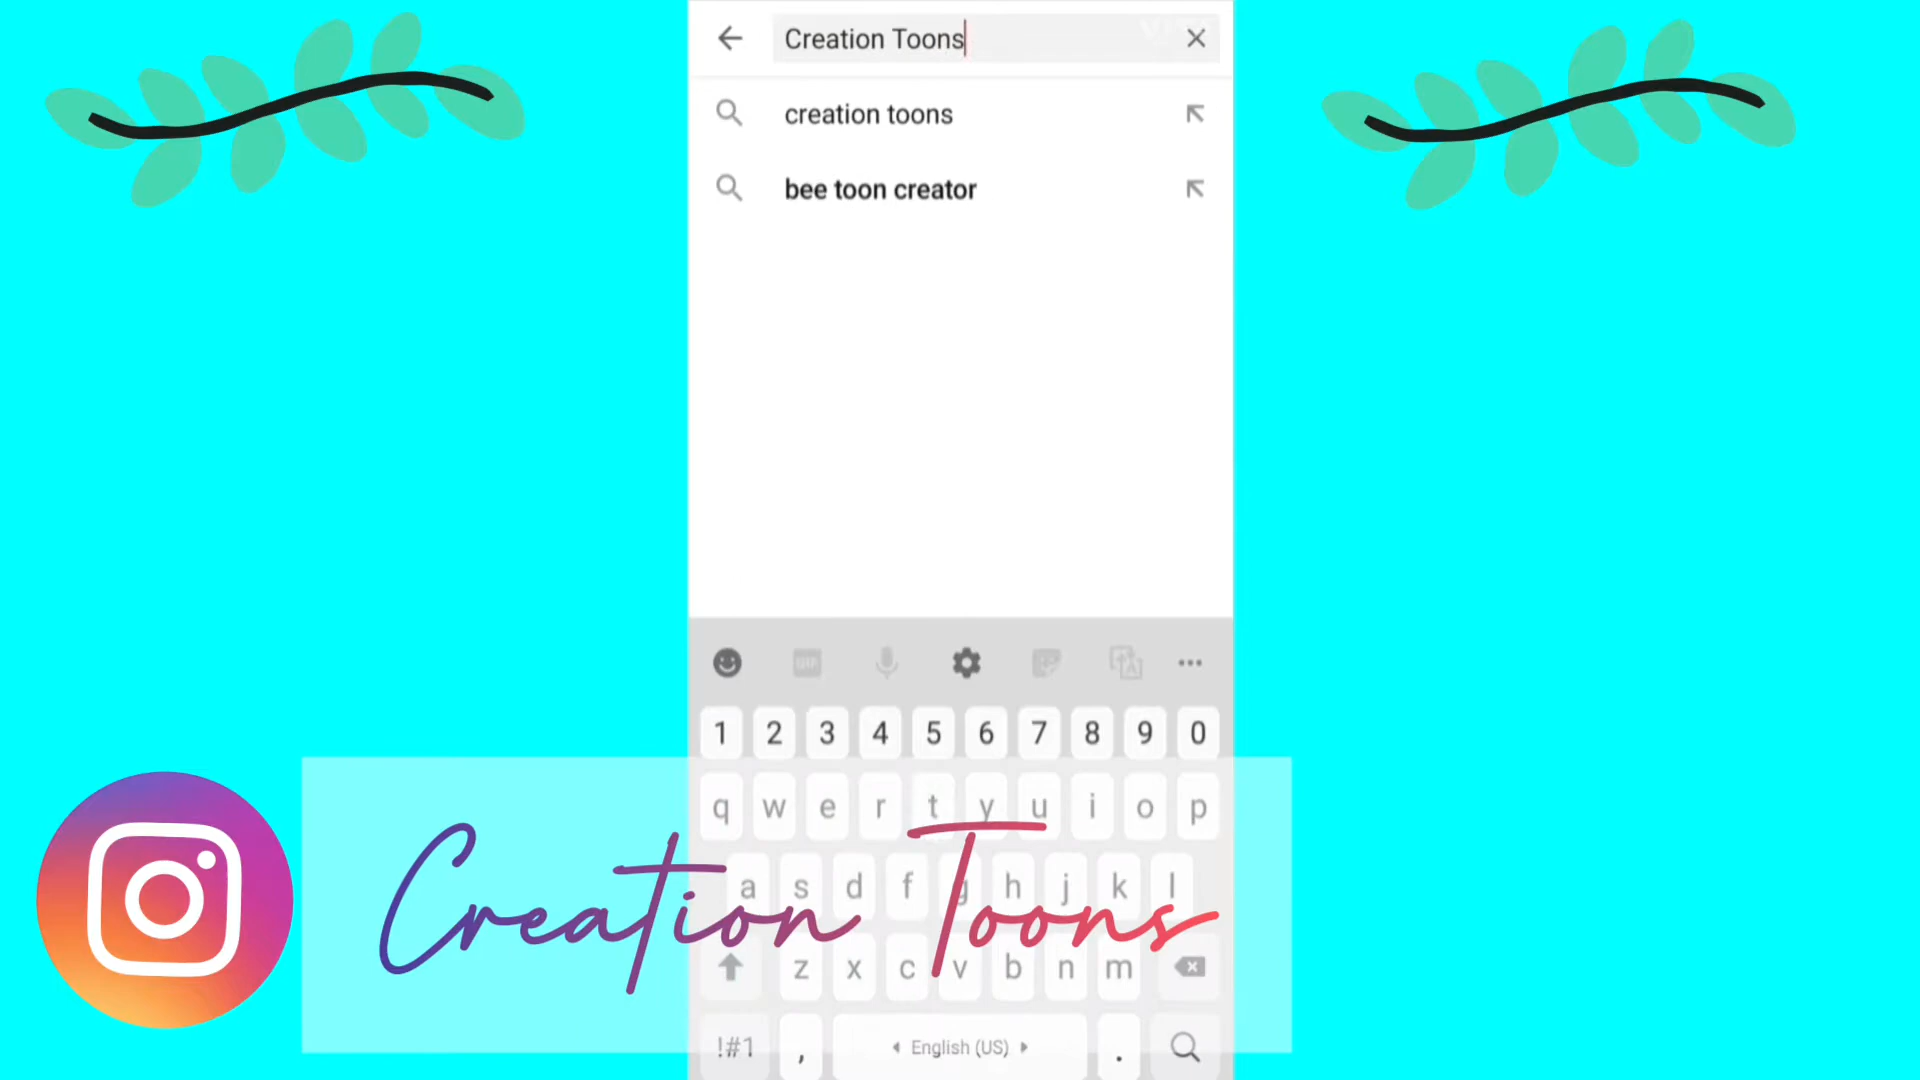 Creation Toons
creation toons
bee toon creator
GIF
1 2 3 4 5 6 7 8 9 0
q w e r t y u i o p
a s d f g h j k l
Creation Toons
z x c v b n m
!#1 , English (US) .